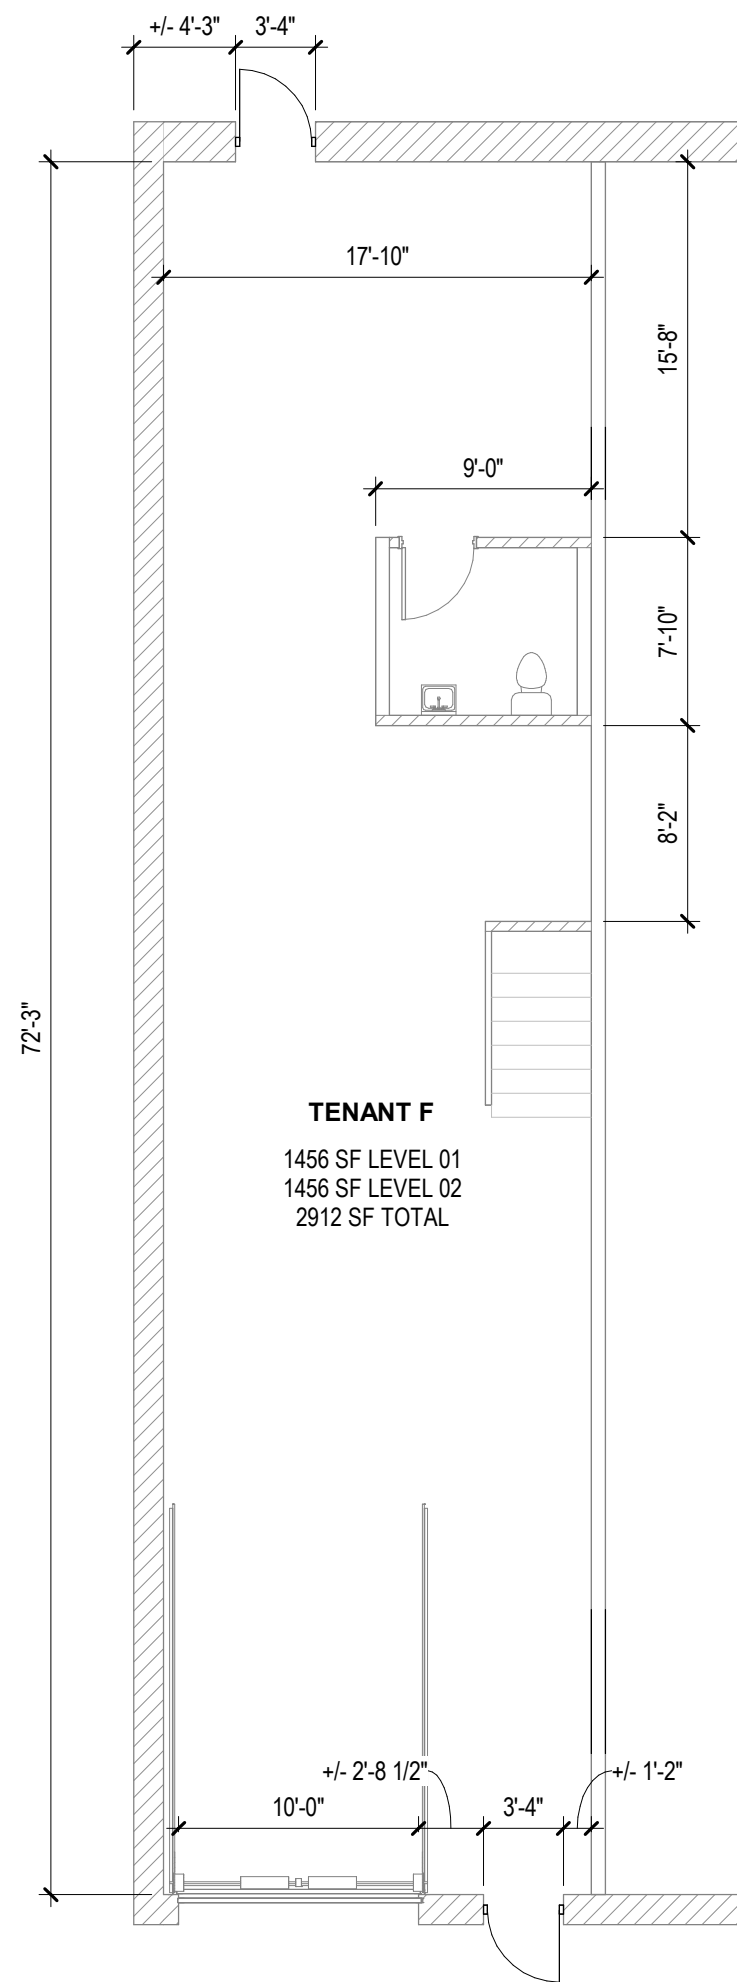 +/- 4'-3"
3'-4"
17'-10"
15'-8"
9'-0"
7'-10"
8'-2"
72'-3"
TENANT F
1456 SF LEVEL 01
1456 SF LEVEL 02
2912 SF TOTAL
+/- 2'-8 1/2"
+/- 1'-2"
10'-0"
3'-4"